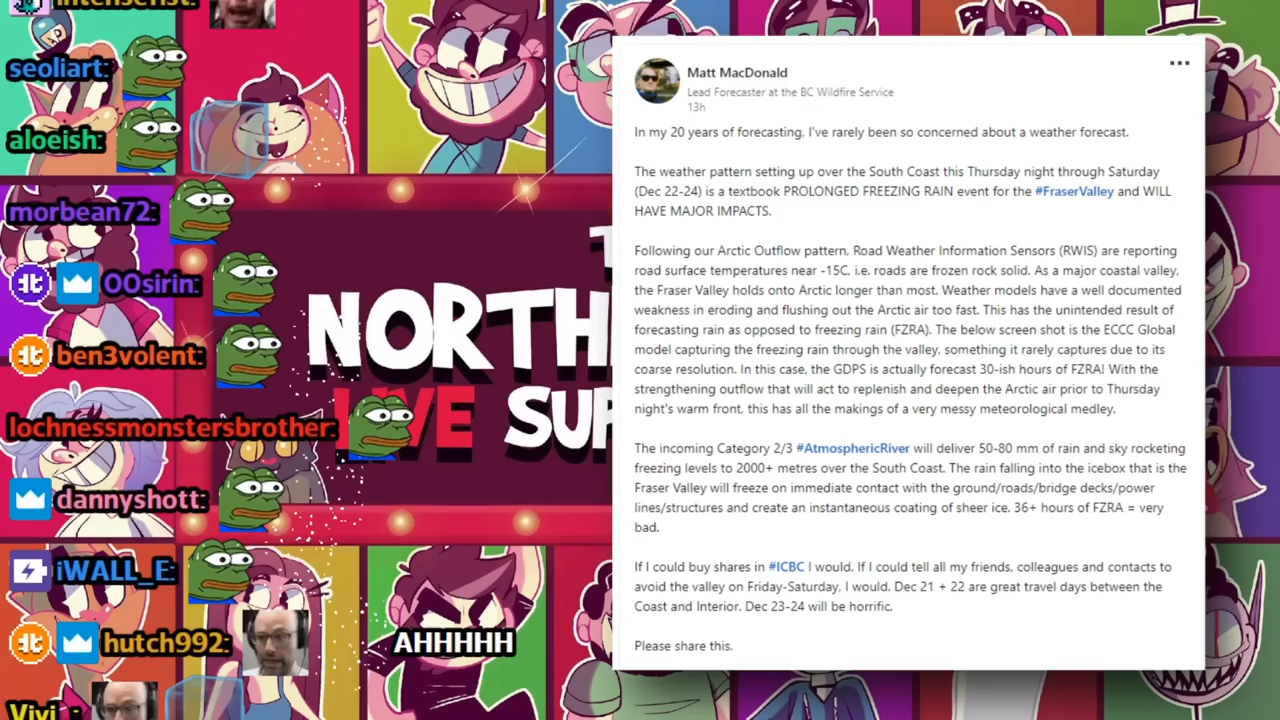 intenserist:
seoliart:
aloeish:
morbean72:
00sirin:
ben3volent:
lochnessmonstersbrother:
dannyshott:
iWALL_E:
hutch992:
AHHHHH
Vivi_:
NORTH
LIVE SUP
Matt MacDonald
Lead Forecaster at the BC Wildfire Service
13h
In my 20 years of forecasting, I've rarely been so concerned about a weather forecast.
The weather pattern setting up over the South Coast this Thursday night through Saturday
(Dec 22-24) is a textbook PROLONGED FREEZING RAIN event for the #FraserValley and WILL
HAVE MAJOR IMPACTS.
Following our Arctic Outflow pattern, Road Weather Information Sensors (RWIS) are reporting
road surface temperatures near -15C, i.e. roads are frozen rock solid. As a major coastal valley,
the Fraser Valley holds onto Arctic longer than most. Weather models have a well documented
weakness in eroding and flushing out the Arctic air too fast. This has the unintended result of
forecasting rain as opposed to freezing rain (FZRA). The below screen shot is the ECCC Global
model capturing the freezing rain through the valley, something it rarely captures due to its
coarse resolution. In this case, the GDPS is actually forecast 30-ish hours of FZRA! With the
strengthening outflow that will act to replenish and deepen the Arctic air prior to Thursday
night's warm front, this has all the makings of a very messy meteorological medley.
The incoming Category 2/3 #AtmosphericRiver will deliver 50-80 mm of rain and sky rocketing
freezing levels to 2000+ metres over the South Coast. The rain falling into the icebox that is the
Fraser Valley will freeze on immediate contact with the ground/roads/bridge decks/power
lines/structures and create an instantaneous coating of sheer ice. 36+ hours of FZRA = very
bad.
If I could buy shares in #ICBC I would. If I could tell all my friends, colleagues and contacts to
avoid the valley on Friday-Saturday, I would. Dec 21 + 22 are great travel days between the
Coast and Interior. Dec 23-24 will be horrific.
Please share this.